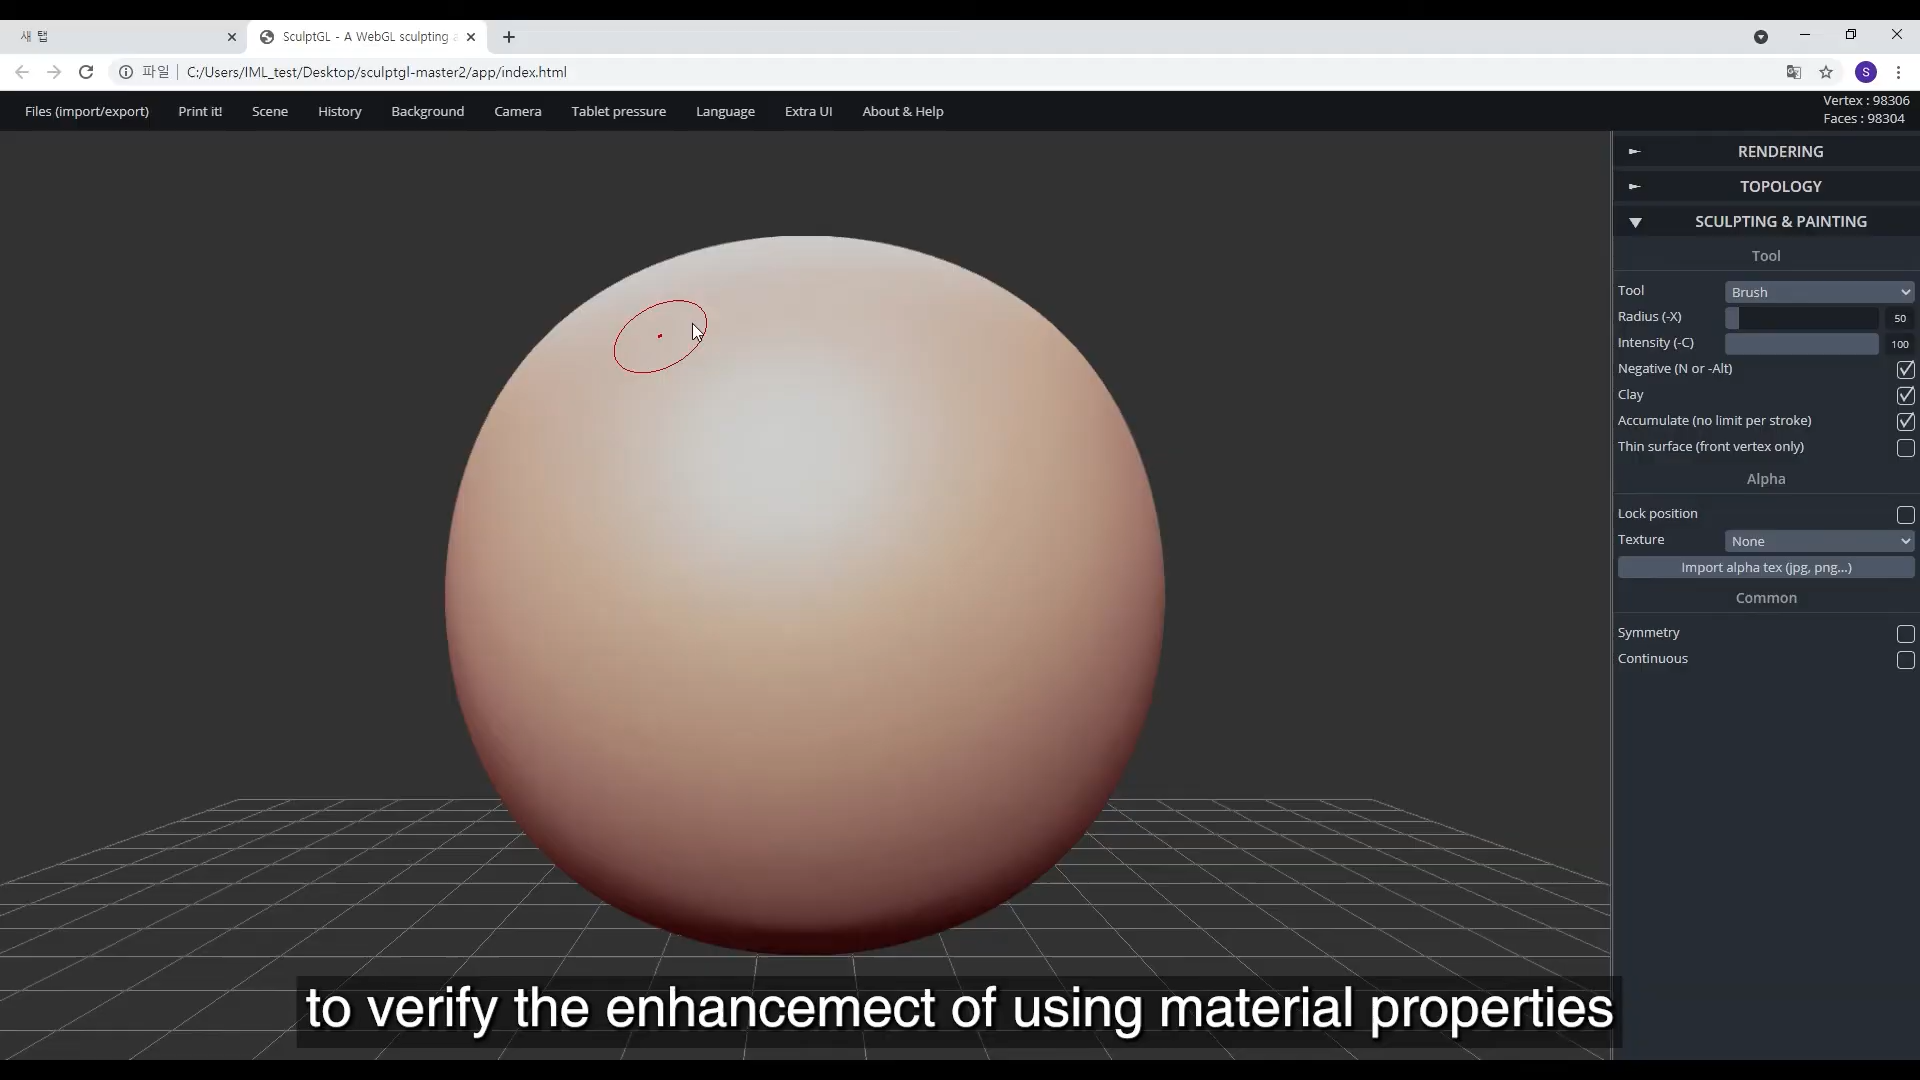 새 탭
SculptGL - A WebGL sculpting
파일 C:/Users/IML_test/Desktop/sculptgl-master2/app/index.html
S
Files (import/export) Print it! Scene History Background Camera Tablet pressure Language Extra UI About & Help
Vertex : 98306
Faces : 98304
RENDERING
TOPOLOGY
SCULPTING & PAINTING
Tool
Tool Brush
Radius (-X) 50
Intensity (-C) 100
Negative (N or -Alt)
Clay
Accumulate (no limit per stroke)
Thin surface (front vertex only)
Alpha
Lock position
Texture None
Import alpha tex (jpg, png...)
Common
Symmetry
Continuous
to verify the enhancemect of using material properties